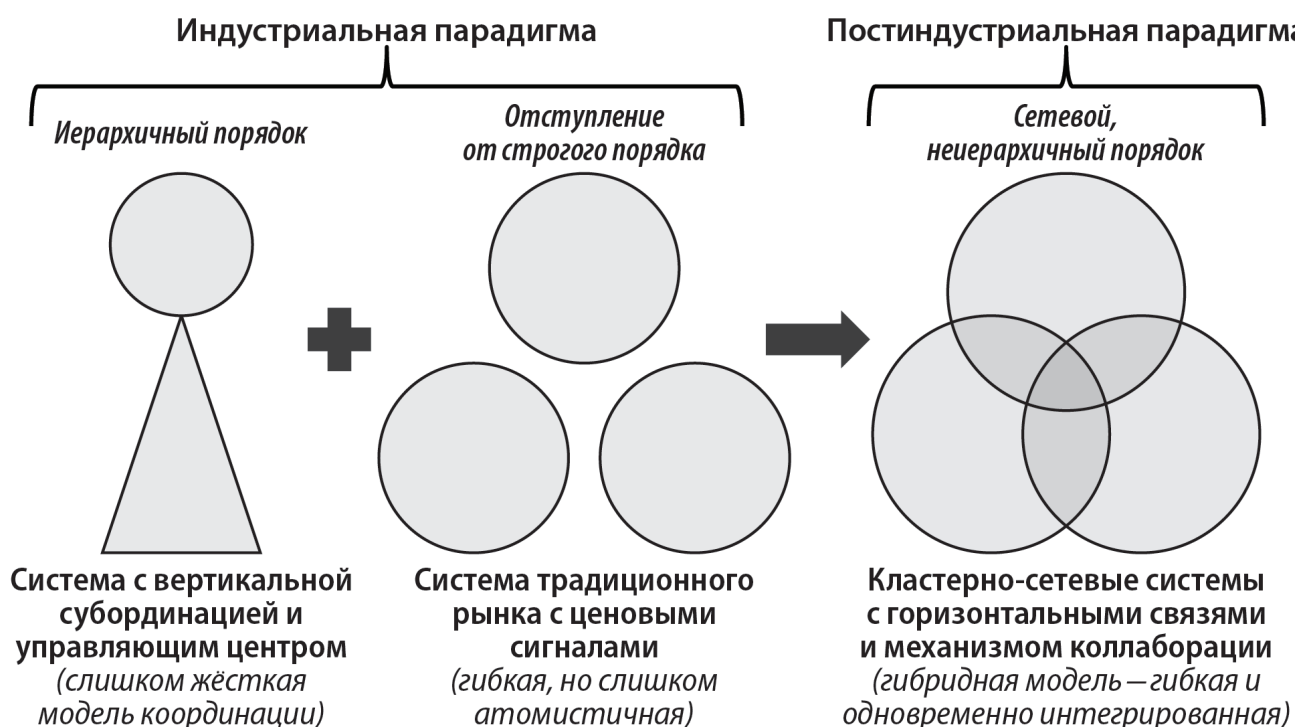 Индустриальная парадигма
Постиндустриальная парадигма
Иерархичный порядок
Отступление
от строгого порядка
Сетевой,
неиерархичный порядок
Система с вертикальной
субординацией и
управляющим центром
(слишком жёсткая
модель координации)
Система традиционного
рынка с ценовыми
сигналами
(гибкая, но слишком
атомистичная)
Кластерно-сетевые системы
с горизонтальными связями
и механизмом коллаборации
(гибридная модель — гибкая и
одновременно интегрированная)